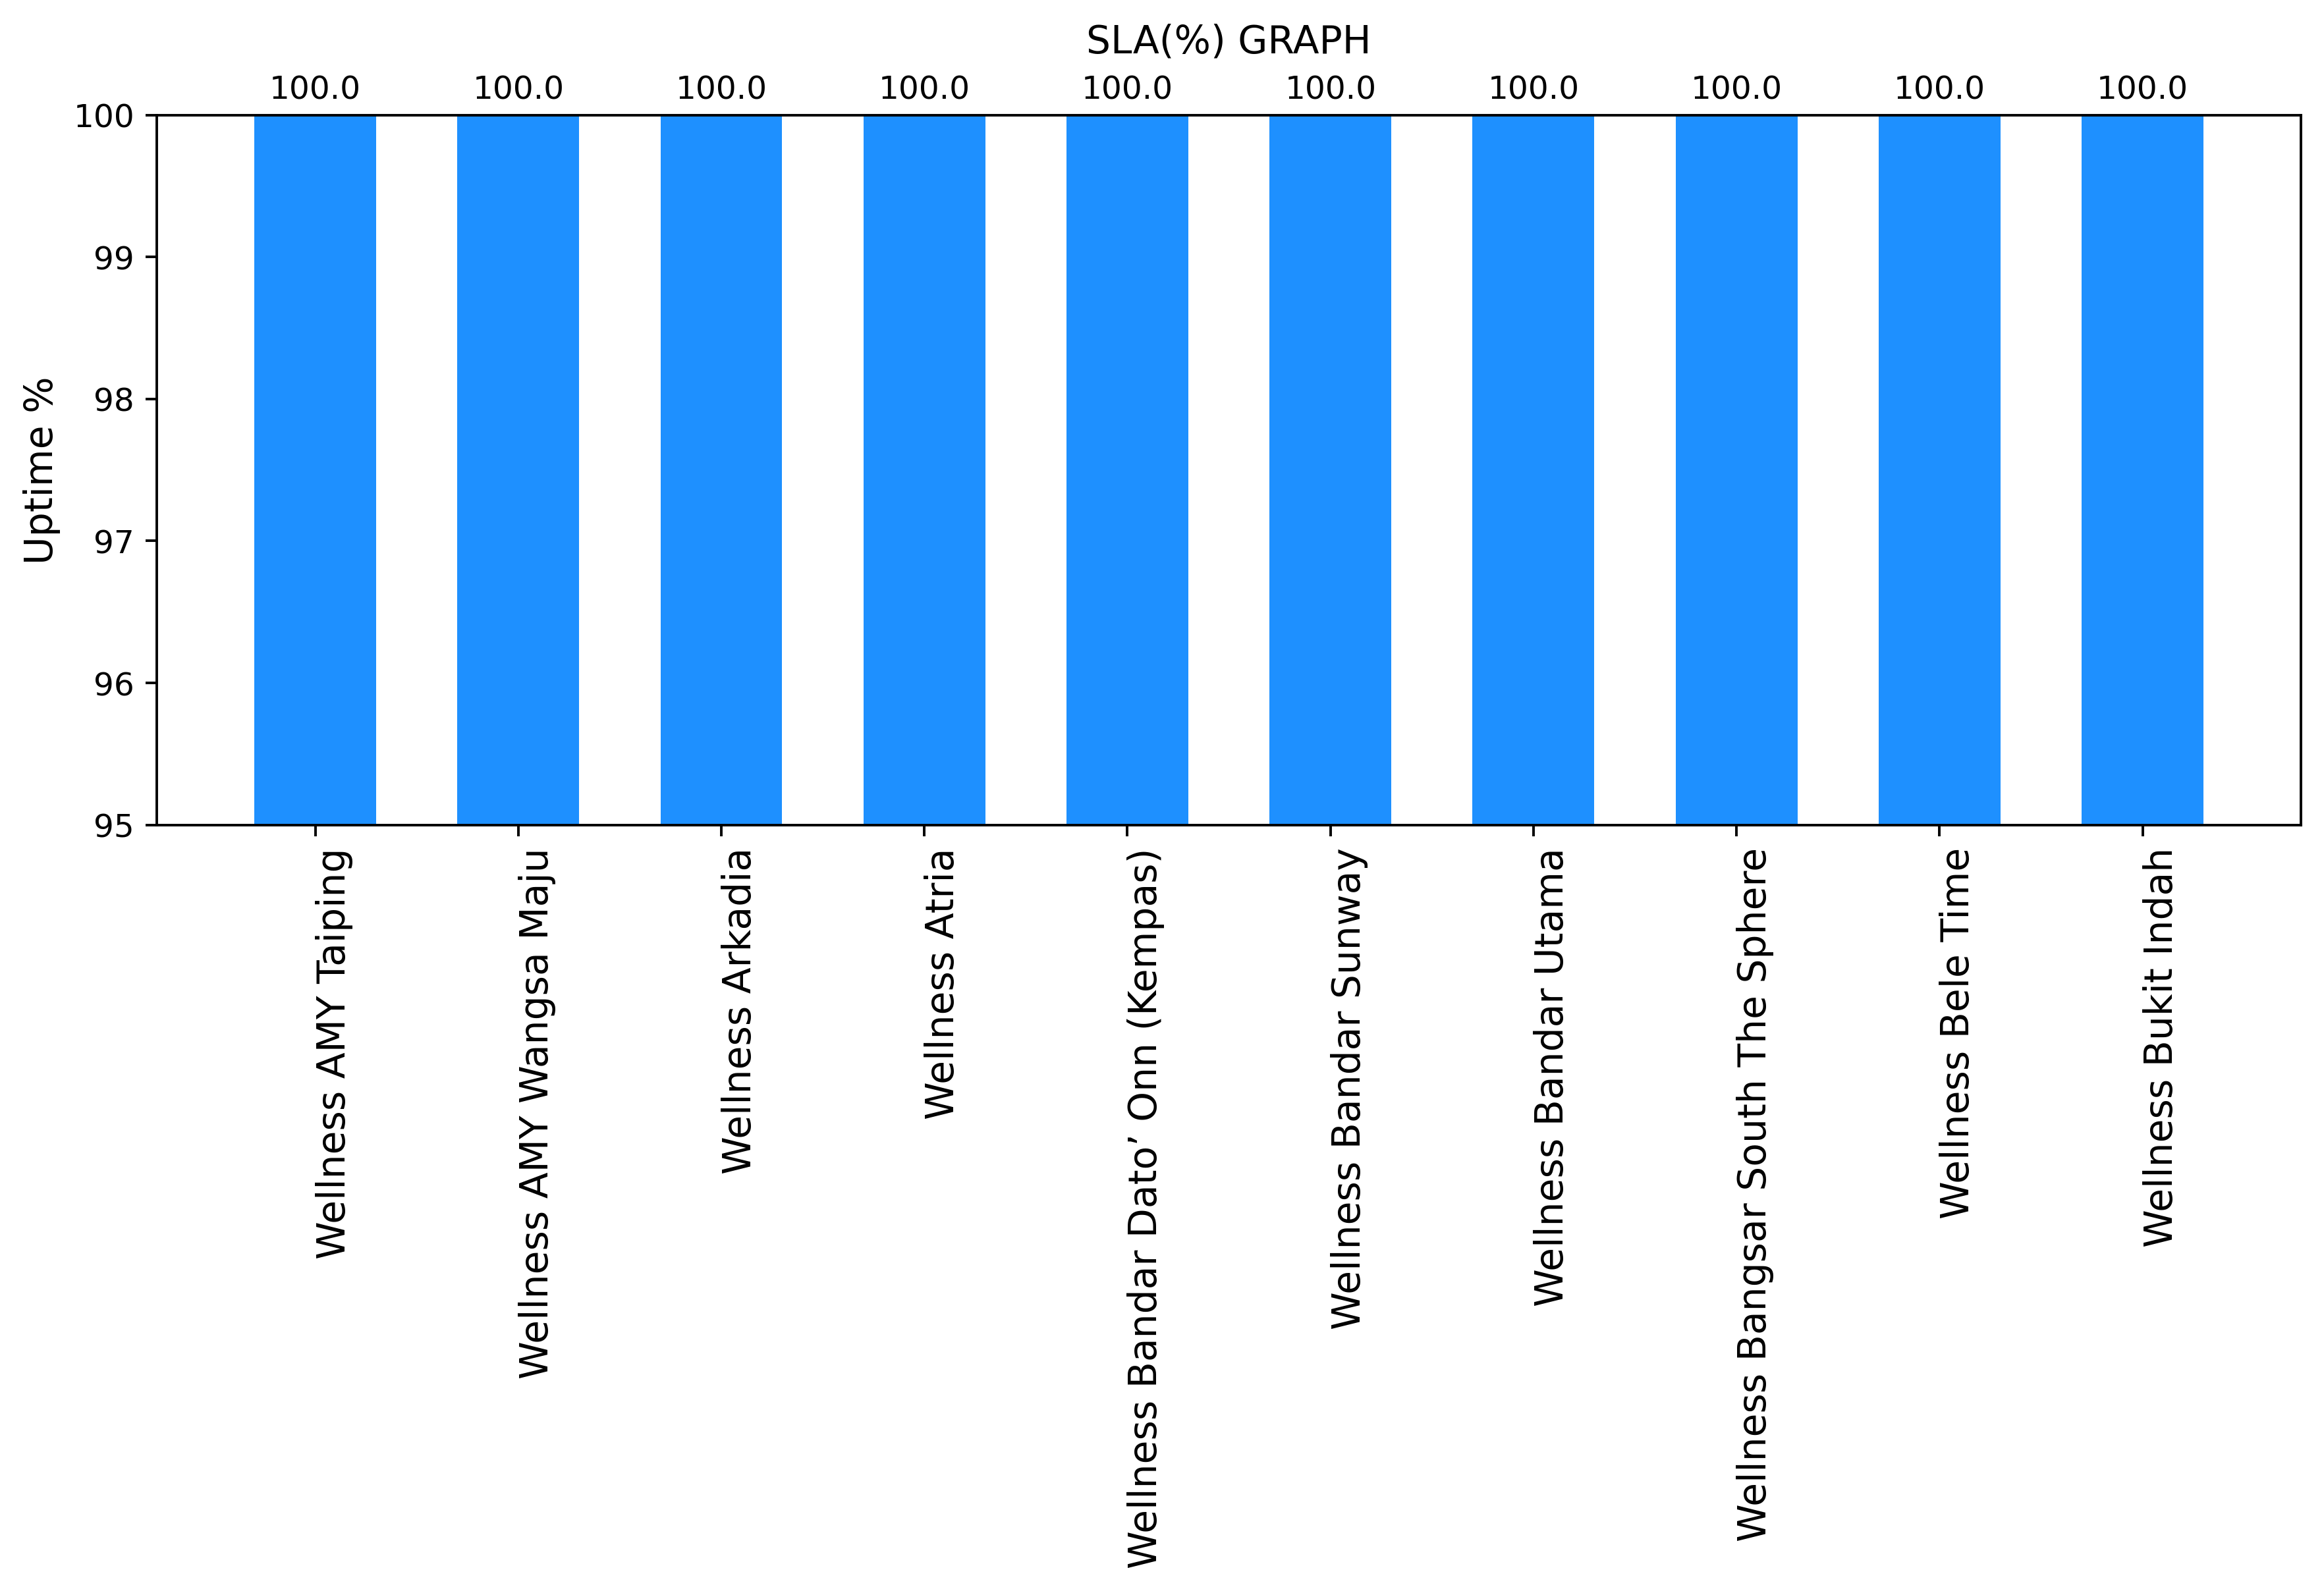 SLA(%) GRAPH
100.0 100.0 100.0 100.0 100.0 100.0 100.0 100.0 100.0 100.0
Uptime %
100
99
98
97
96
95
Wellness AMY Taiping
Wellness AMY Wangsa Maju
Wellness Arkadia
Wellness Atria
Wellness Bandar Dato’ Onn (Kempas)
Wellness Bandar Sunway
Wellness Bandar Utama
Wellness Bangsar South The Sphere
Wellness Bele Time
Wellness Bukit Indah